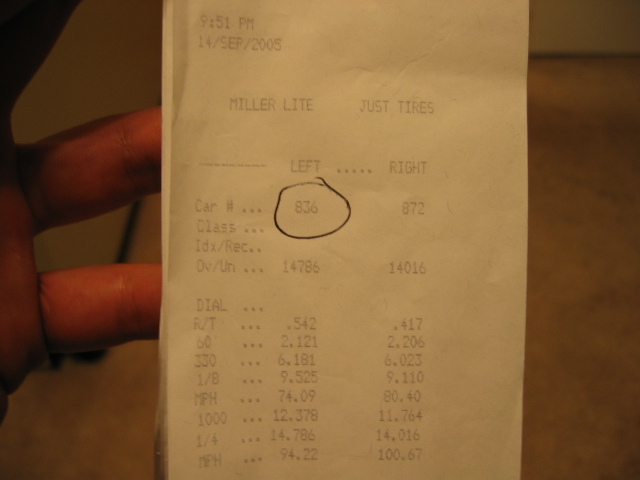 9:51 PM
14/SEP/2005
MILLER LITE JUST TIRES
---------- LEFT ..... RIGHT
Car # ... 836 872
Class ...
Idx/Rec..
Ov/Un ... 14786 14016
DIAL ...
R/T ... .542 .417
60 ... 2.121 2.206
330 ... 6.181 6.023
1/8 ... 9.525 9.110
MPH ... 74.09 80.40
1000 ... 12.378 11.764
1/4 ... 14.786 14.016
MPH ... 94.22 100.67